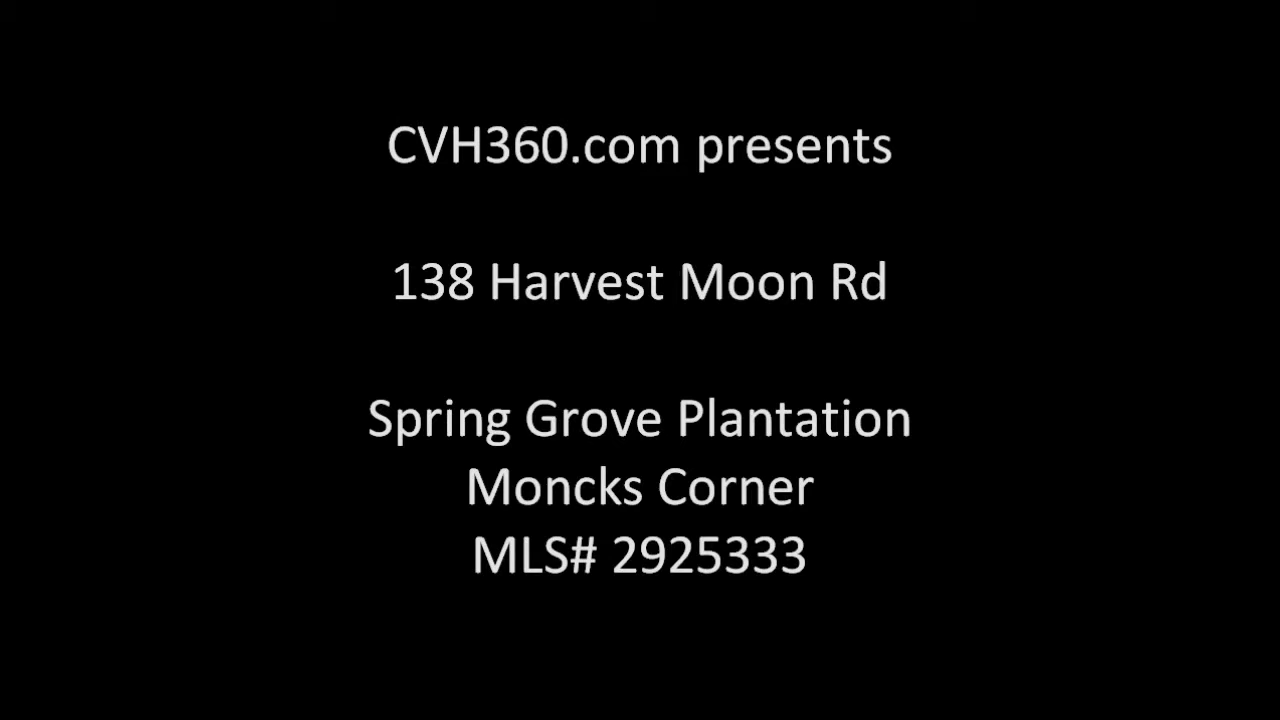 CVH360.com presents
138 Harvest Moon Rd
Spring Grove Plantation
Moncks Corner
MLS# 2925333